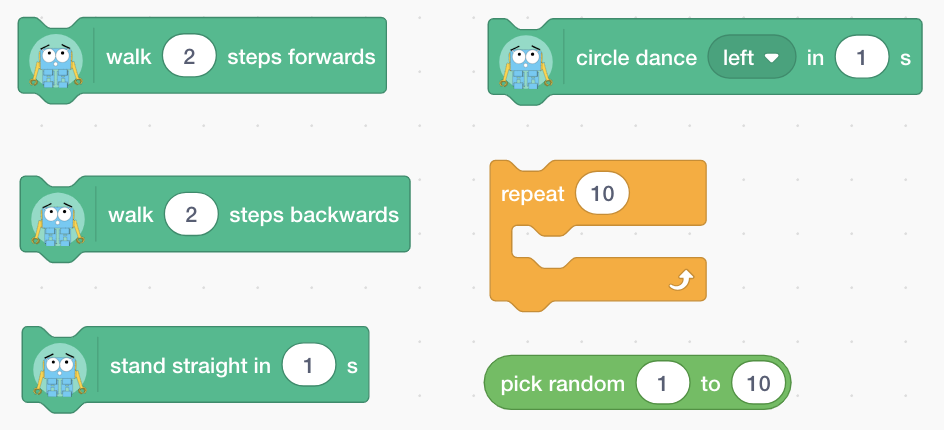 walk 2 steps forwards
circle dance left in 1 s
walk 2 steps backwards
repeat 10
stand straight in 1 s
pick random 1 to 10